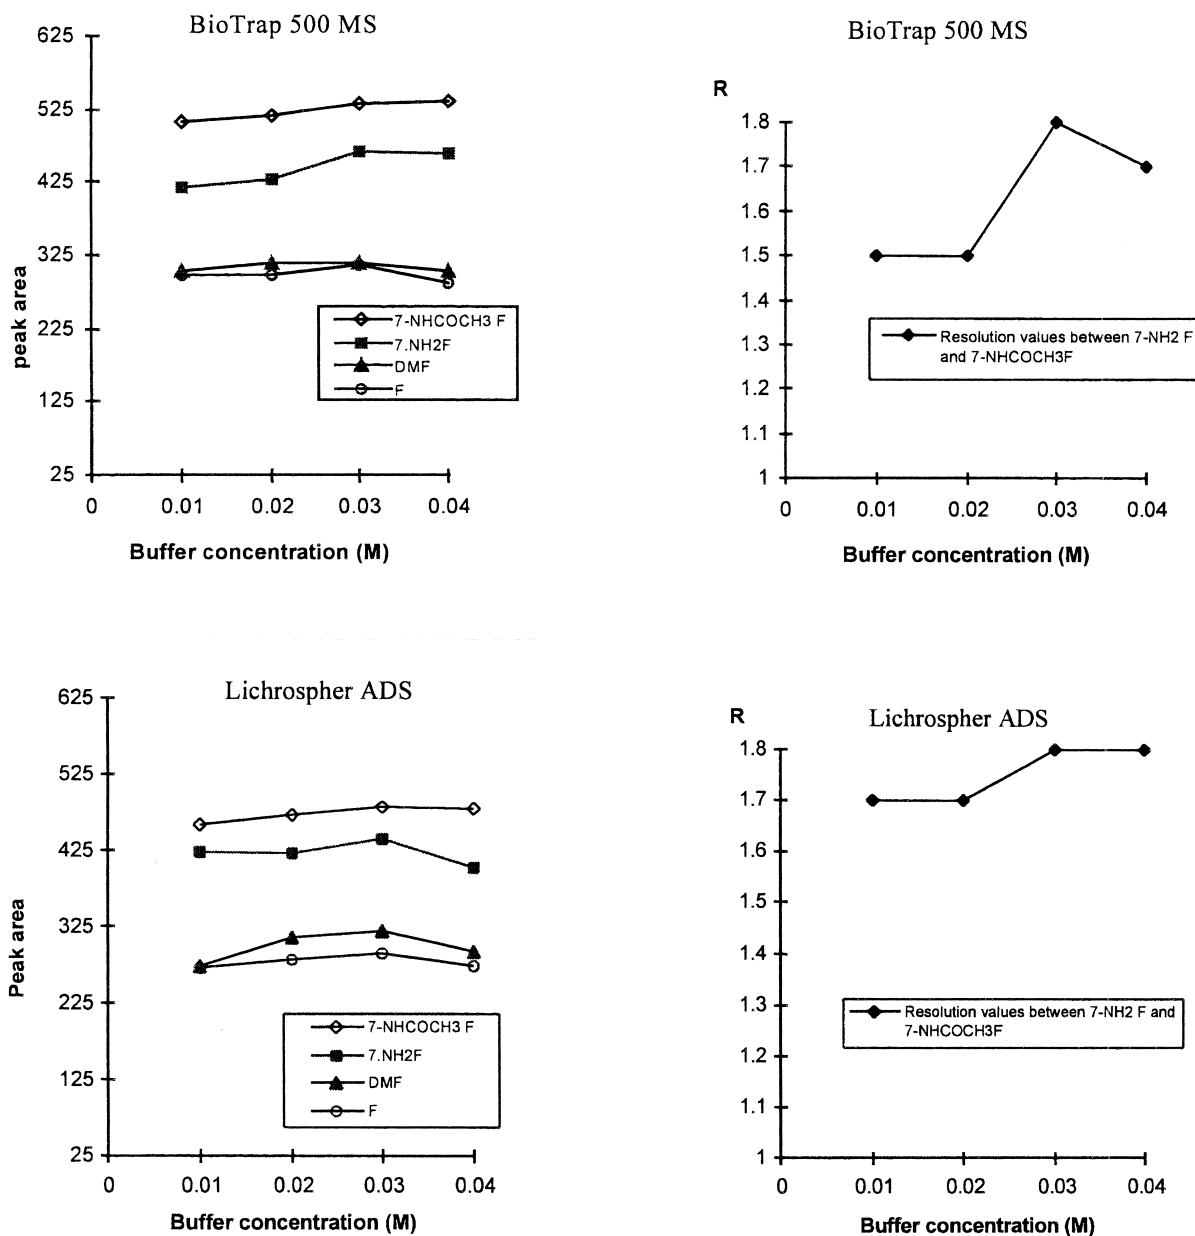 BioTrap 500 MS
625
525
425
325
225
125
25
peak area
7-NHCOCH3 F
7.NH2F
DMF
F
0 0.01 0.02 0.03 0.04
Buffer concentration (M)
BioTrap 500 MS
R
1.8
1.7
1.6
1.5
1.4
1.3
1.2
1.1
1
Resolution values between 7-NH2 F
and 7-NHCOCH3F
0 0.01 0.02 0.03 0.04
Buffer concentration (M)
Lichrospher ADS
625
525
425
325
225
125
25
Peak area
7-NHCOCH3 F
7.NH2F
DMF
F
0 0.01 0.02 0.03 0.04
Buffer concentration (M)
R
Lichrospher ADS
1.8
1.7
1.6
1.5
1.4
1.3
1.2
1.1
1
Resolution values between 7-NH2 F and
7-NHCOCH3F
0 0.01 0.02 0.03 0.04
Buffer concentration (M)